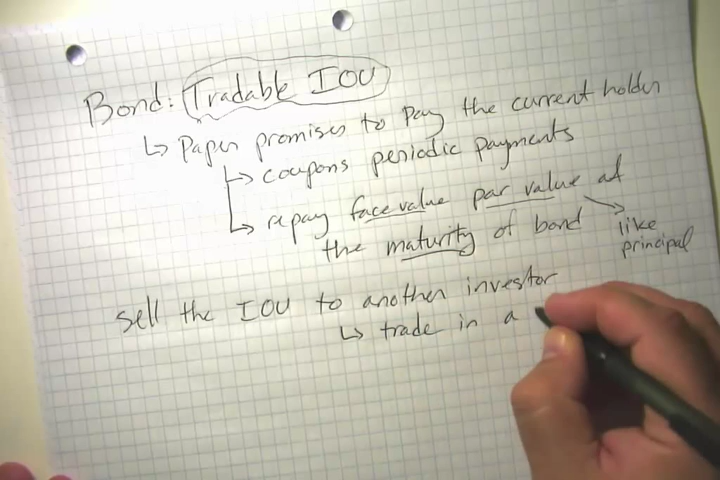 Bond: Tradable IOU
↳ Paper promises to pay the current holder
↳ coupons periodic payments
↳ repay face value par value at
the maturity of bond
like
principal
sell the IOU to another investor
↳ trade in a